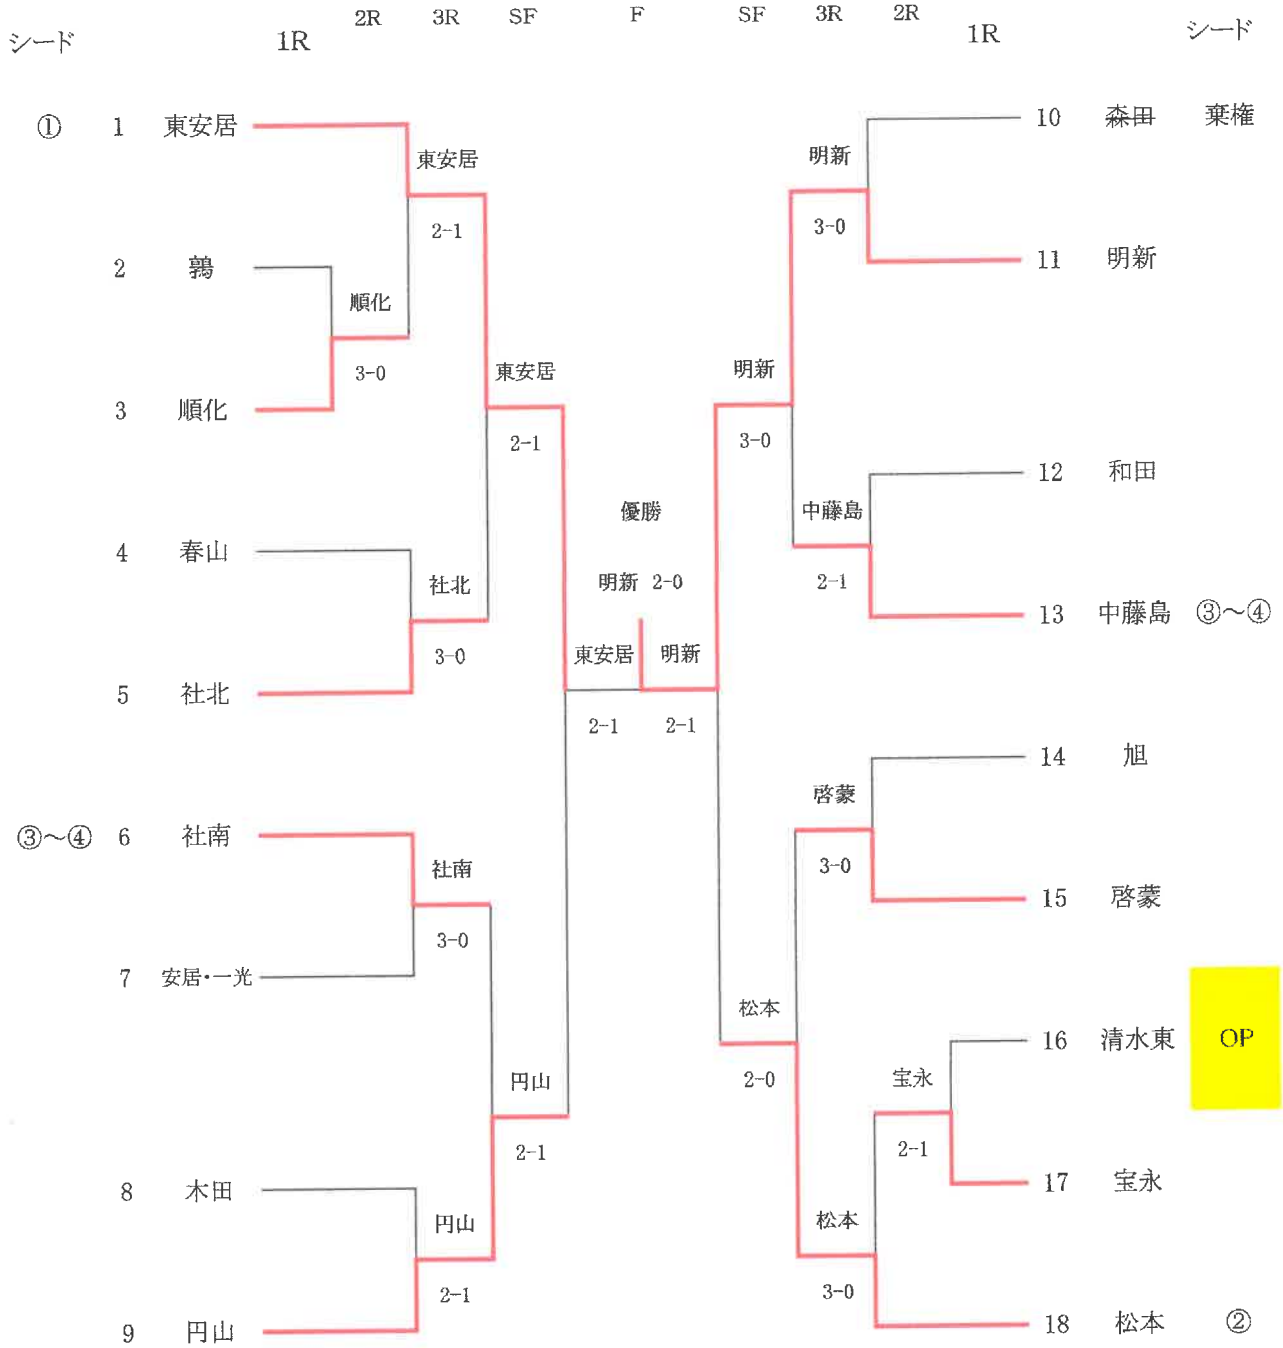 シード 1R 2R 3R SF F SF 3R 2R 1R シード
① 1 東安居
東安居
2-1
2 鶉
順化
3-0
3 順化
東安居
2-1
4 春山
社北
3-0
5 社北
③～④ 6 社南
社南
3-0
7 安居・一光
円山
2-1
8 木田
円山
2-1
9 円山
優勝
明新 2-0
東安居 明新
2-1 2-1
10 森田 棄権
明新
3-0
11 明新
明新
3-0
12 和田
中藤島
2-1
13 中藤島 ③～④
14 旭
啓蒙
3-0
15 啓蒙
松本
2-0
16 清水東 OP
宝永
2-1
17 宝永
松本
3-0
18 松本 ②